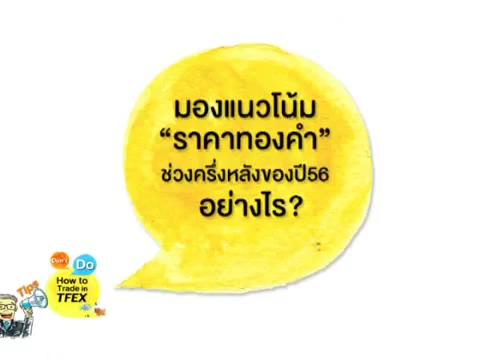 มองแนวโน้ม
“ราคาทองคำ”
ช่วงครึ่งหลังของปี56
อย่างไร?
Don't
Do
How to
Trade in
TFEX
Tips